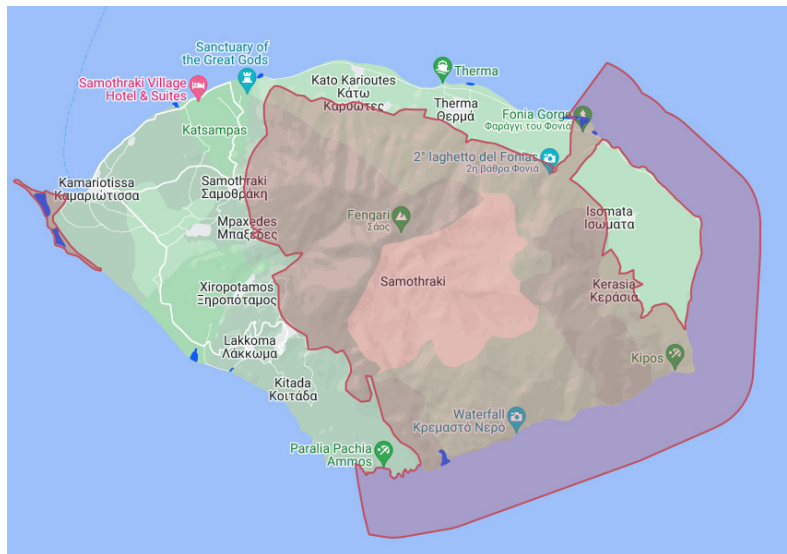 Sanctuary of
the Great Gods
Samothraki Village
Hotel & Suites
Kato Karioutes
Κάτω
Καρυώτες
Therma
Therma
Θερμά
Fonia Gorge
Φαράγγι του Φονιά
Katsampas
2° laghetto del Fonias
2η βάθρα Φονιά
Kamariotissa
Καμαριώτισσα
Samothraki
Σαμοθράκη
Mpaxedes
Μπαξέδες
Fengari
Σάος
Isomata
Ισώματα
Samothraki
Xiropotamos
Ξηροπόταμος
Kerasia
Κεράσιά
Lakkoma
Λάκκωμα
Kipos
Kitada
Κοιτάδα
Waterfall
Κρεμαστό Νερό
Paralia Pachia
Ammos